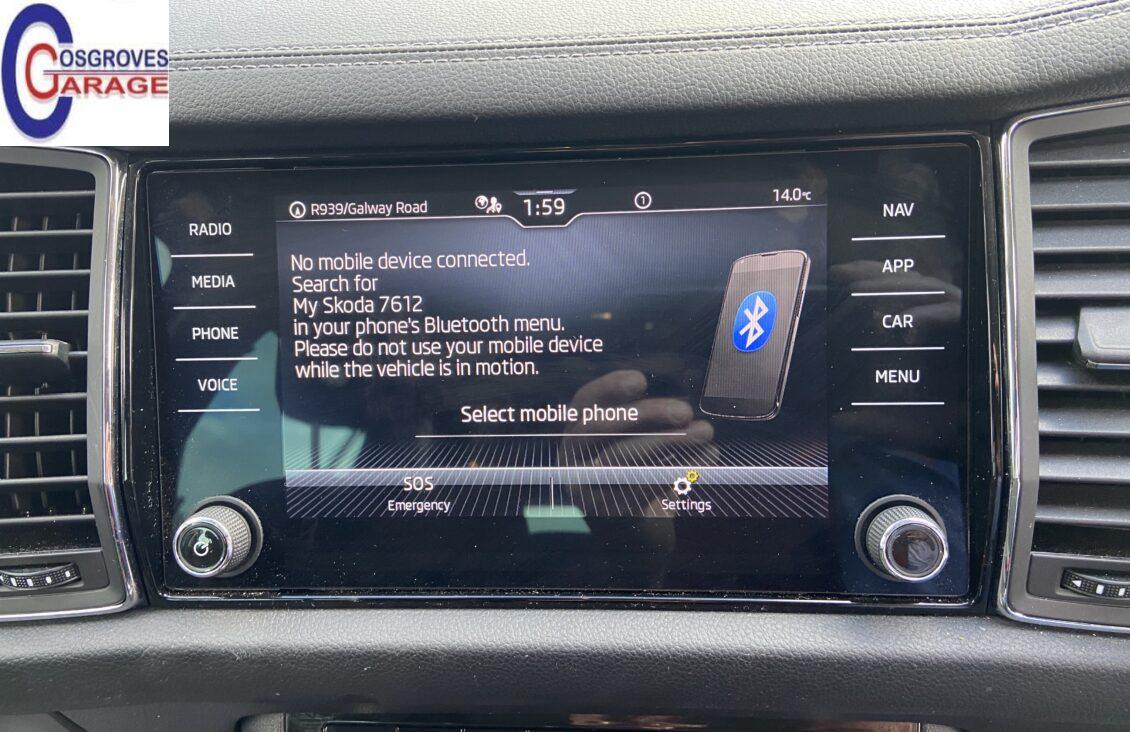 COSGROVES
GARAGE
R939/Galway Road
1:59
1
14.0°C
RADIO
MEDIA
PHONE
VOICE
No mobile device connected.
Search for
My Skoda 7612
in your phone's Bluetooth menu.
Please do not use your mobile device
while the vehicle is in motion.
Select mobile phone
SOS
Emergency
Settings
NAV
APP
CAR
MENU